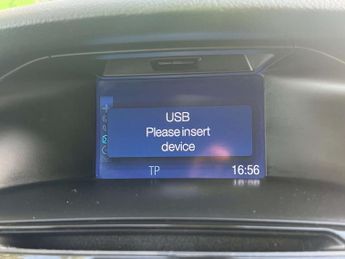 USB
Please insert
device
TP 16:56